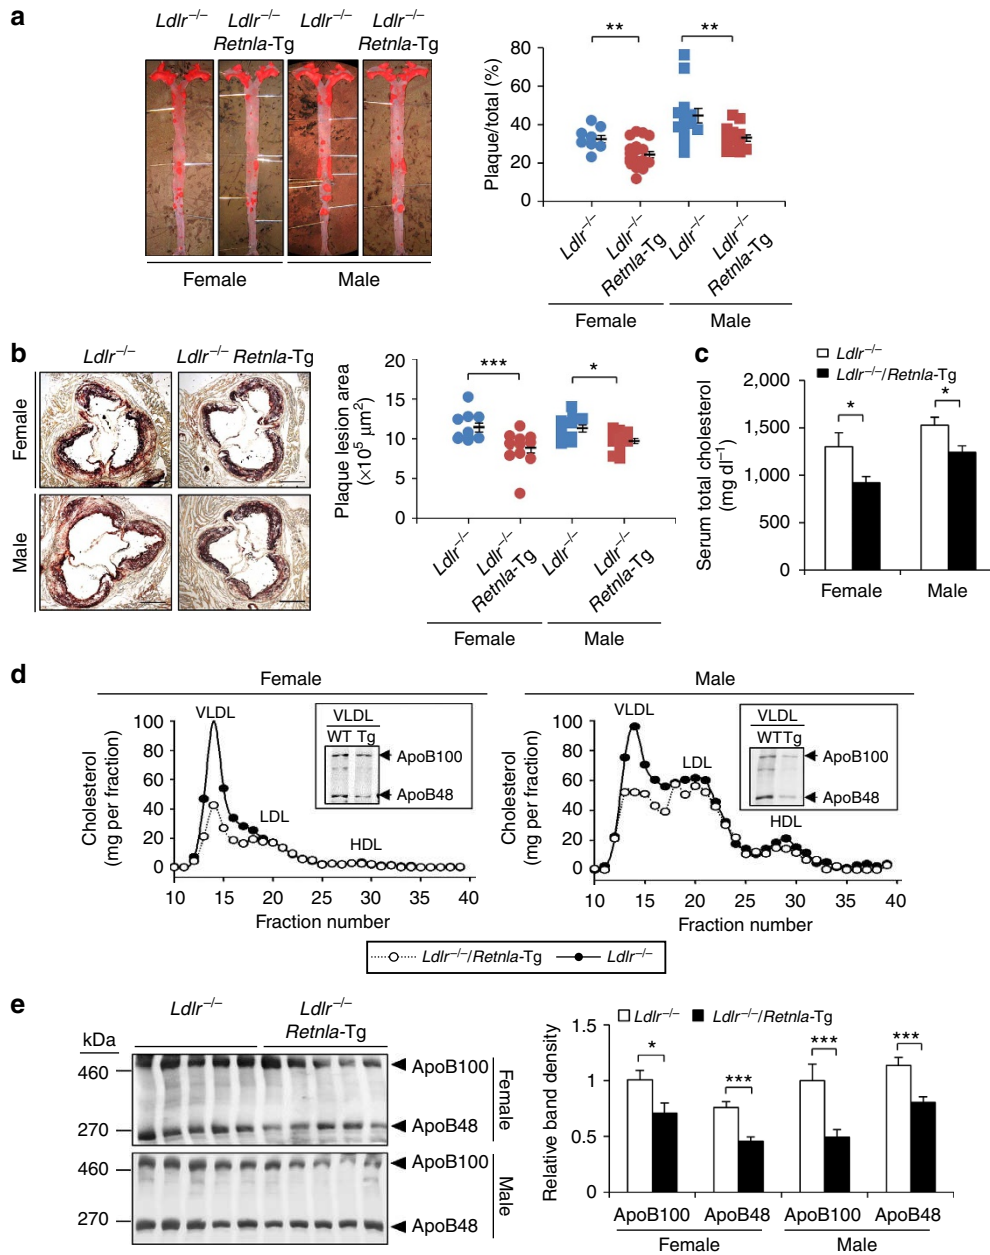 a
Ldlr−/−
Ldlr−/−
Retnla-Tg
Ldlr−/−
Ldlr−/−
Retnla-Tg
Female
Male
Plaque/total (%)
80
60
40
20
0
**
**
Ldlr−/−
Ldlr−/−
Retnla-Tg
Ldlr−/−
Ldlr−/−
Retnla-Tg
Female
Male
b
Ldlr−/−
Ldlr−/− Retnla-Tg
Female
Male
Plaque lesion area
(×10⁵ µm²)
20
15
10
5
0
***
*
Ldlr−/−
Ldlr−/−
Retnla-Tg
Ldlr−/−
Ldlr−/−
Retnla-Tg
Female
Male
c
Ldlr−/−
Ldlr−/−/Retnla-Tg
Serum total cholesterol
(mg dl−1)
2,000
1,500
1,000
500
0
*
*
Female
Male
d
Female
Cholesterol
(mg per fraction)
100
80
60
40
20
0
VLDL
LDL
HDL
VLDL
WT Tg
ApoB100
ApoB48
10 15 20 25 30 35 40
Fraction number
Male
Cholesterol
(mg per fraction)
100
80
60
40
20
0
VLDL
LDL
HDL
VLDL
WT Tg
ApoB100
ApoB48
10 15 20 25 30 35 40
Fraction number
Ldlr−/−/Retnla-Tg
Ldlr−/−
e
Ldlr−/−
Ldlr−/−
Retnla-Tg
kDa
460
270
ApoB100
ApoB48
Female
460
270
ApoB100
ApoB48
Male
Ldlr−/−
Ldlr−/−/Retnla-Tg
Relative band density
1.5
1
0.5
0
*
***
***
***
ApoB100 ApoB48 ApoB100 ApoB48
Female
Male